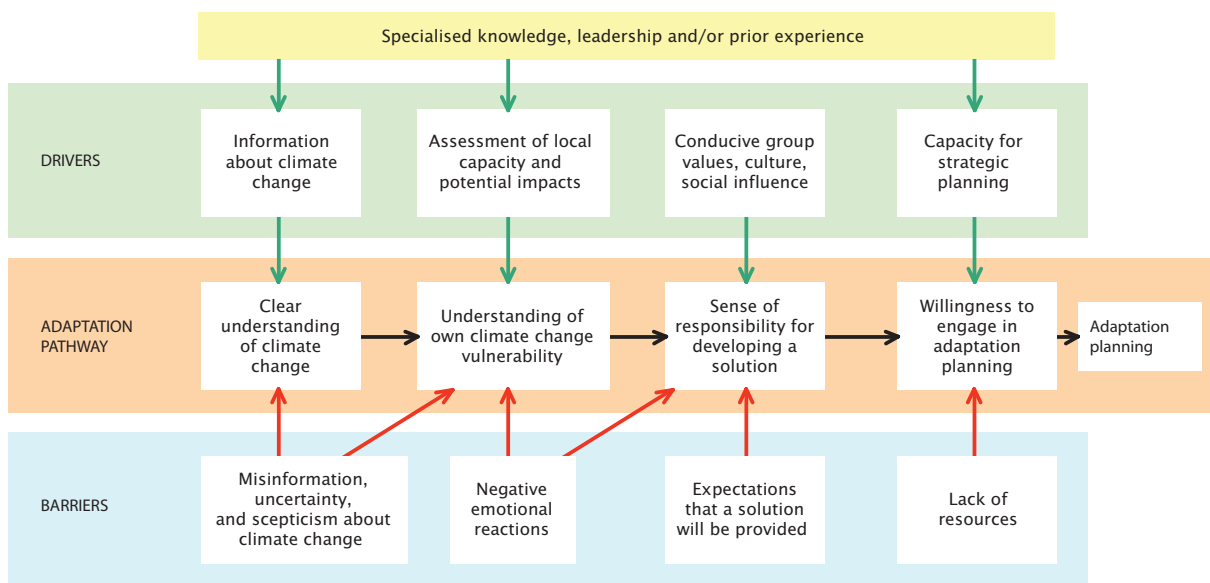 Specialised knowledge, leadership and/or prior experience
DRIVERS
Information
about climate
change
Assessment of local
capacity and
potential impacts
Conducive group
values, culture,
social influence
Capacity for
strategic
planning
ADAPTATION
PATHWAY
Clear
understanding
of climate
change
Understanding of
own climate change
vulnerability
Sense of
responsibility for
developing a
solution
Willingness to
engage in
adaptation
planning
Adaptation
planning
BARRIERS
Misinformation,
uncertainty,
and scepticism about
climate change
Negative
emotional
reactions
Expectations
that a solution
will be provided
Lack of
resources